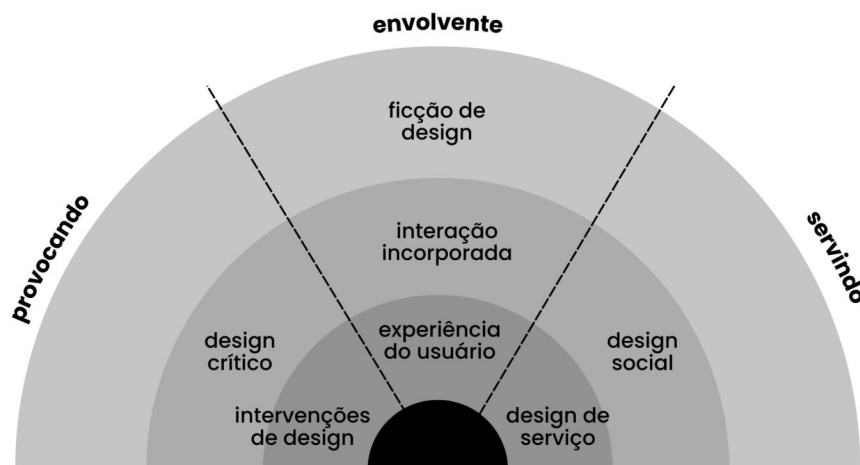 envolvente
provocando
servindo
ficção de
design
interação
incorporada
experiência
do usuário
design
crítico
design
social
intervenções
de design
design de
serviço